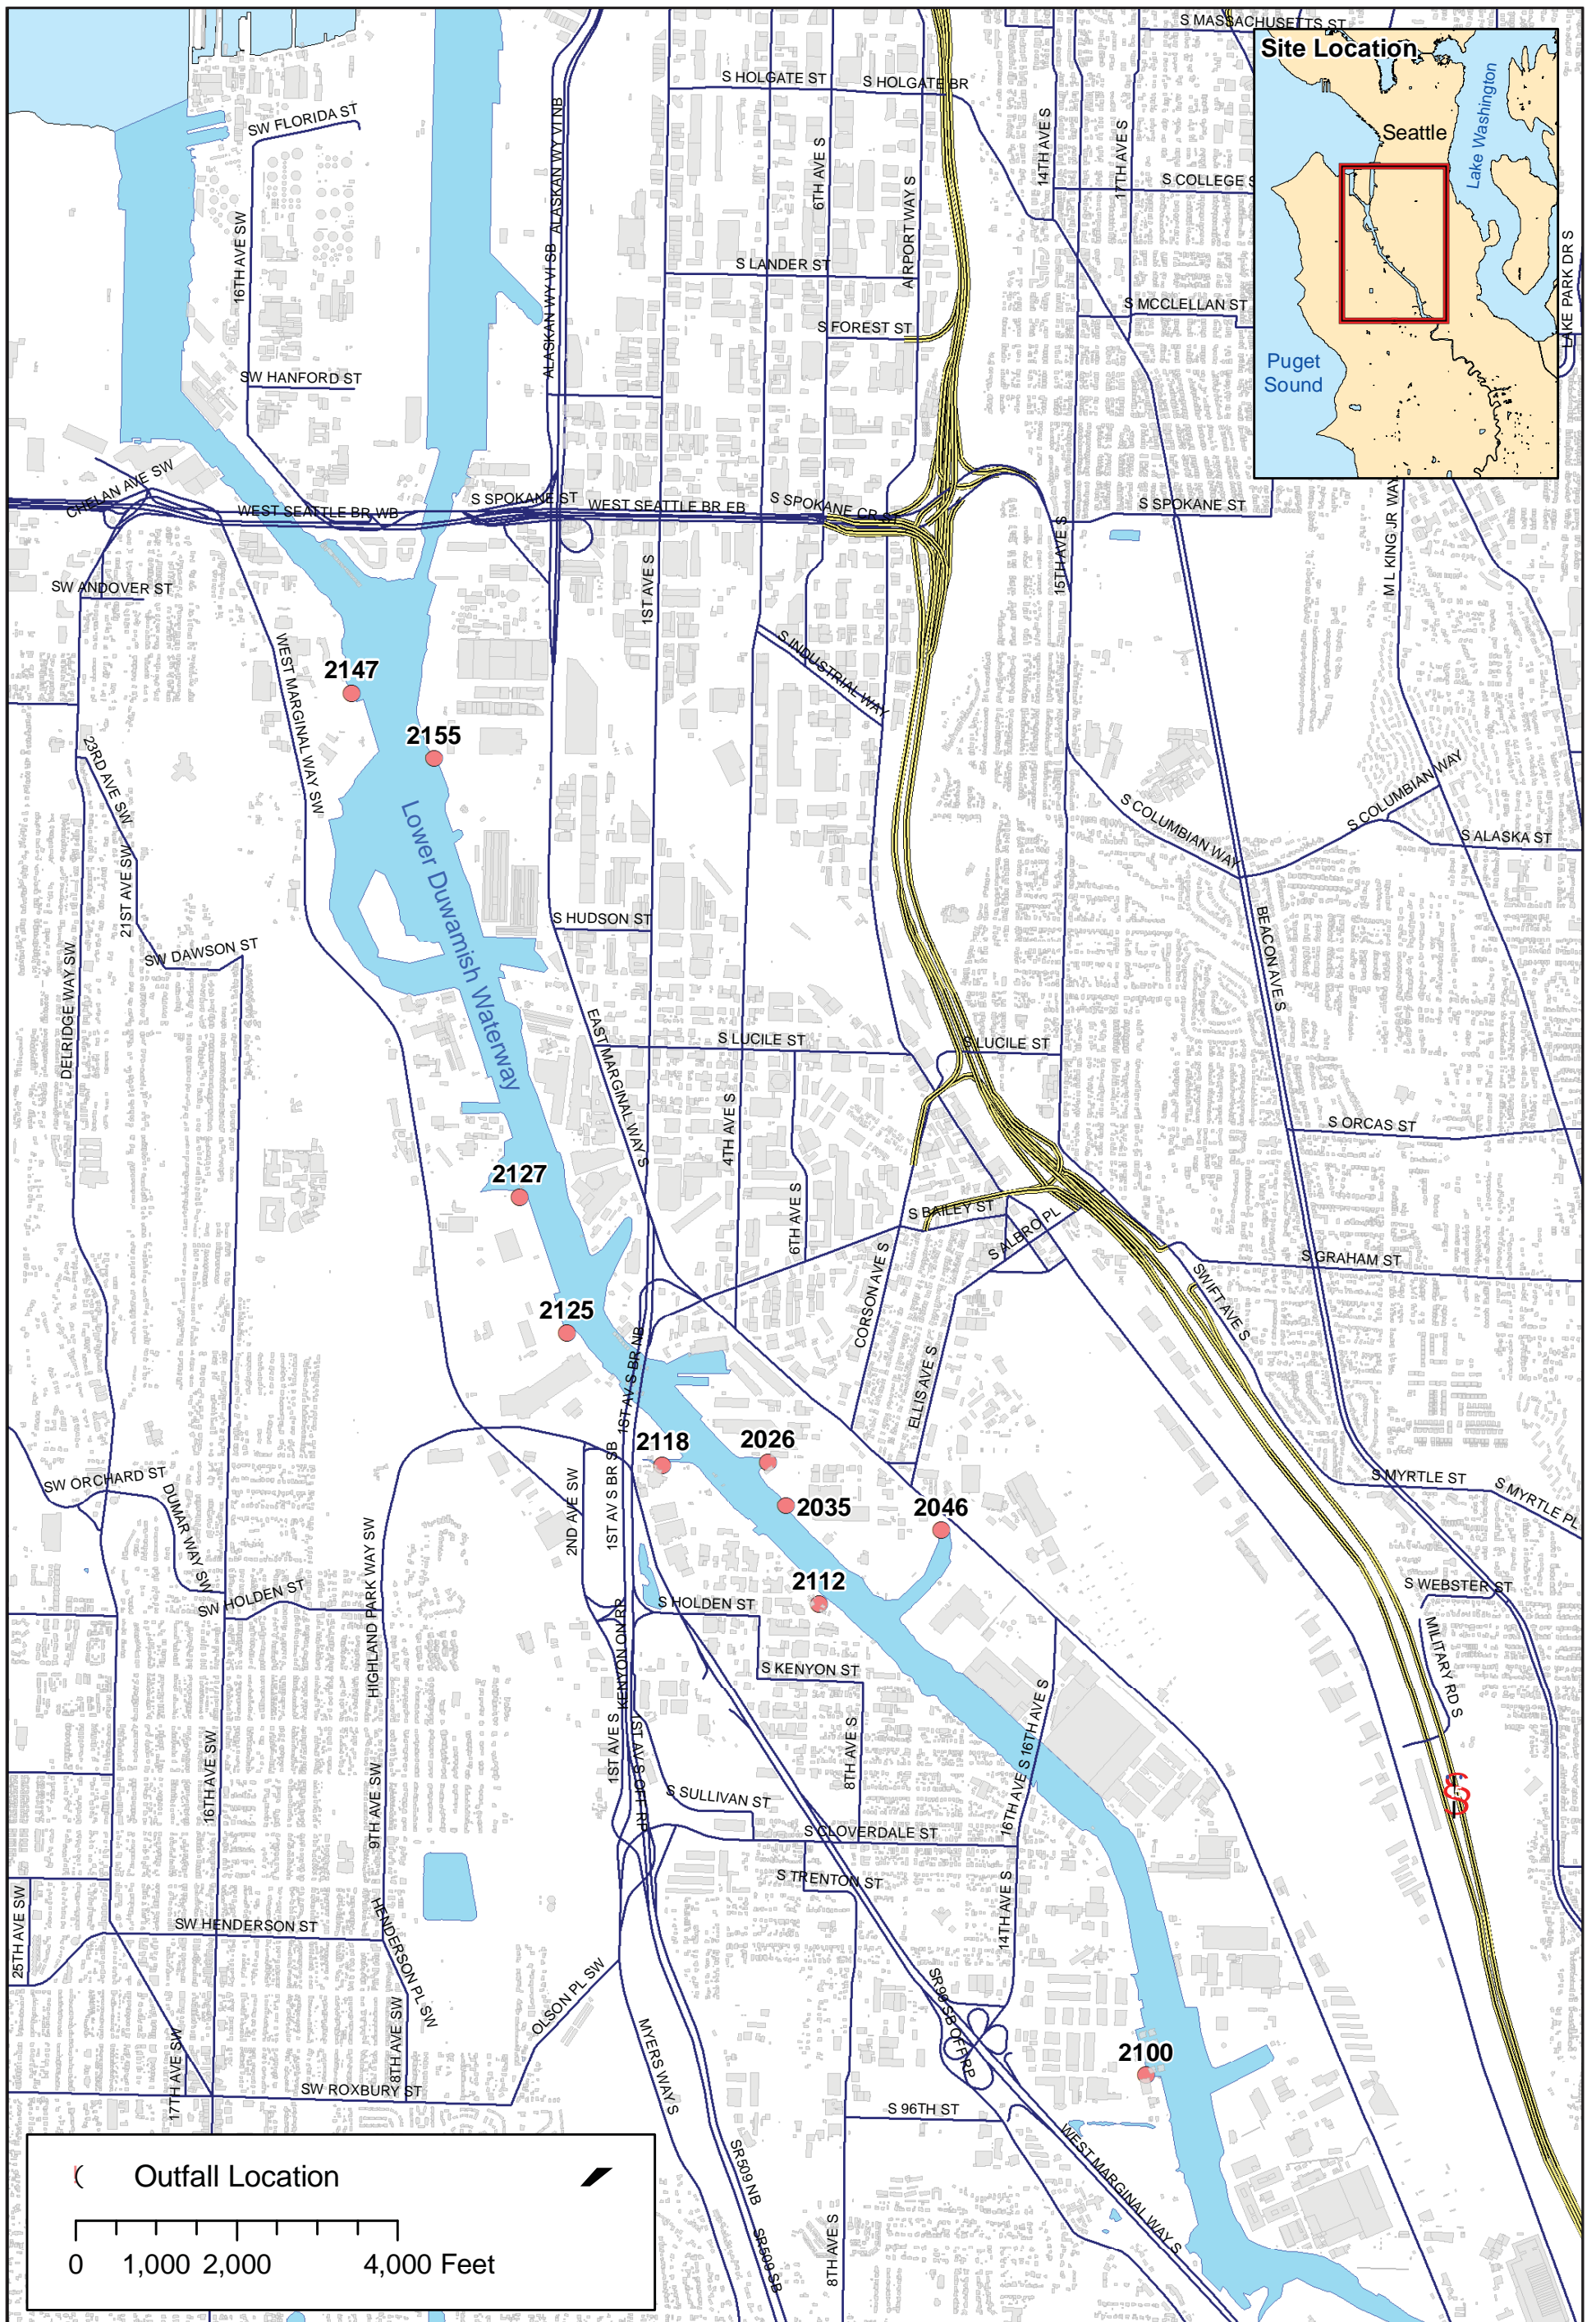 S MASSACHUSETTS ST
Site Location
S HOLGATE ST
S HOLGATE BR
Lake Washington
SW FLORIDA ST
ALASKAN WY VI NB
14TH AVE S
17TH AVE S
Seattle
6TH AVE S
AIRPORT WAY S
S COLLEGE S
16TH AVE SW
ALASKAN WY VI SB
S LANDER ST
LAKE PARK DR S
S MCCLELLAN ST
S FOREST ST
Puget
Sound
SW HANFORD ST
CHELAN AVE SW
WEST SEATTLE BR WB
S SPOKANE ST
WEST SEATTLE BR EB
S SPOKANE CR ST
S SPOKANE ST
M L KING JR WAY
15TH AVE S
SW ANDOVER ST
1ST AVE S
WEST MARGINAL WAY SW
S INDUSTRIAL WAY
2147
2155
23RD AVE SW
S COLUMBIAN WAY
S COLUMBIAN WAY
S ALASKA ST
Lower Duwamish Waterway
21ST AVE SW
S HUDSON ST
BEACON AVE S
SW DAWSON ST
DELRIDGE WAY SW
EAST MARGINAL WAY S
S LUCILE ST
S LUCILE ST
4TH AVE S
S ORCAS ST
2127
6TH AVE S
S BAILEY ST
S ALBRO PL
S GRAHAM ST
SWIFT AVE S
CORSON AVE S
2125
1ST AV S BR NB
ELLIS AVE S
2118
2026
SW ORCHARD ST
DUMAR WAY SW
2ND AVE SW
1ST AV S BR SB
2035
2046
S MYRTLE ST
S MYRTLE PL
HIGHLAND PARK WAY SW
2112
SW HOLDEN ST
S HOLDEN ST
S WEBSTER ST
KENYON ON RP
S KENYON ST
MILITARY RD S
16TH AVE S
16TH AVE SW
1ST AVE S
1ST AV S OFF RP
8TH AVE S
9TH AVE SW
S SULLIVAN ST
16TH AVE S
S CLOVERDALE ST
S TRENTON ST
14TH AVE S
25TH AVE SW
SW HENDERSON ST
HENDERSON PL SW
OLSON PL SW
SR99 SB OFF RP
8TH AVE SW
17TH AVE SW
MYERS WAY S
2100
SW ROXBURY ST
S 96TH ST
WEST MARGINAL WAY S
SR509 NB
SR509 SB
8TH AVE S
Outfall Location
0 1,000 2,000 4,000 Feet